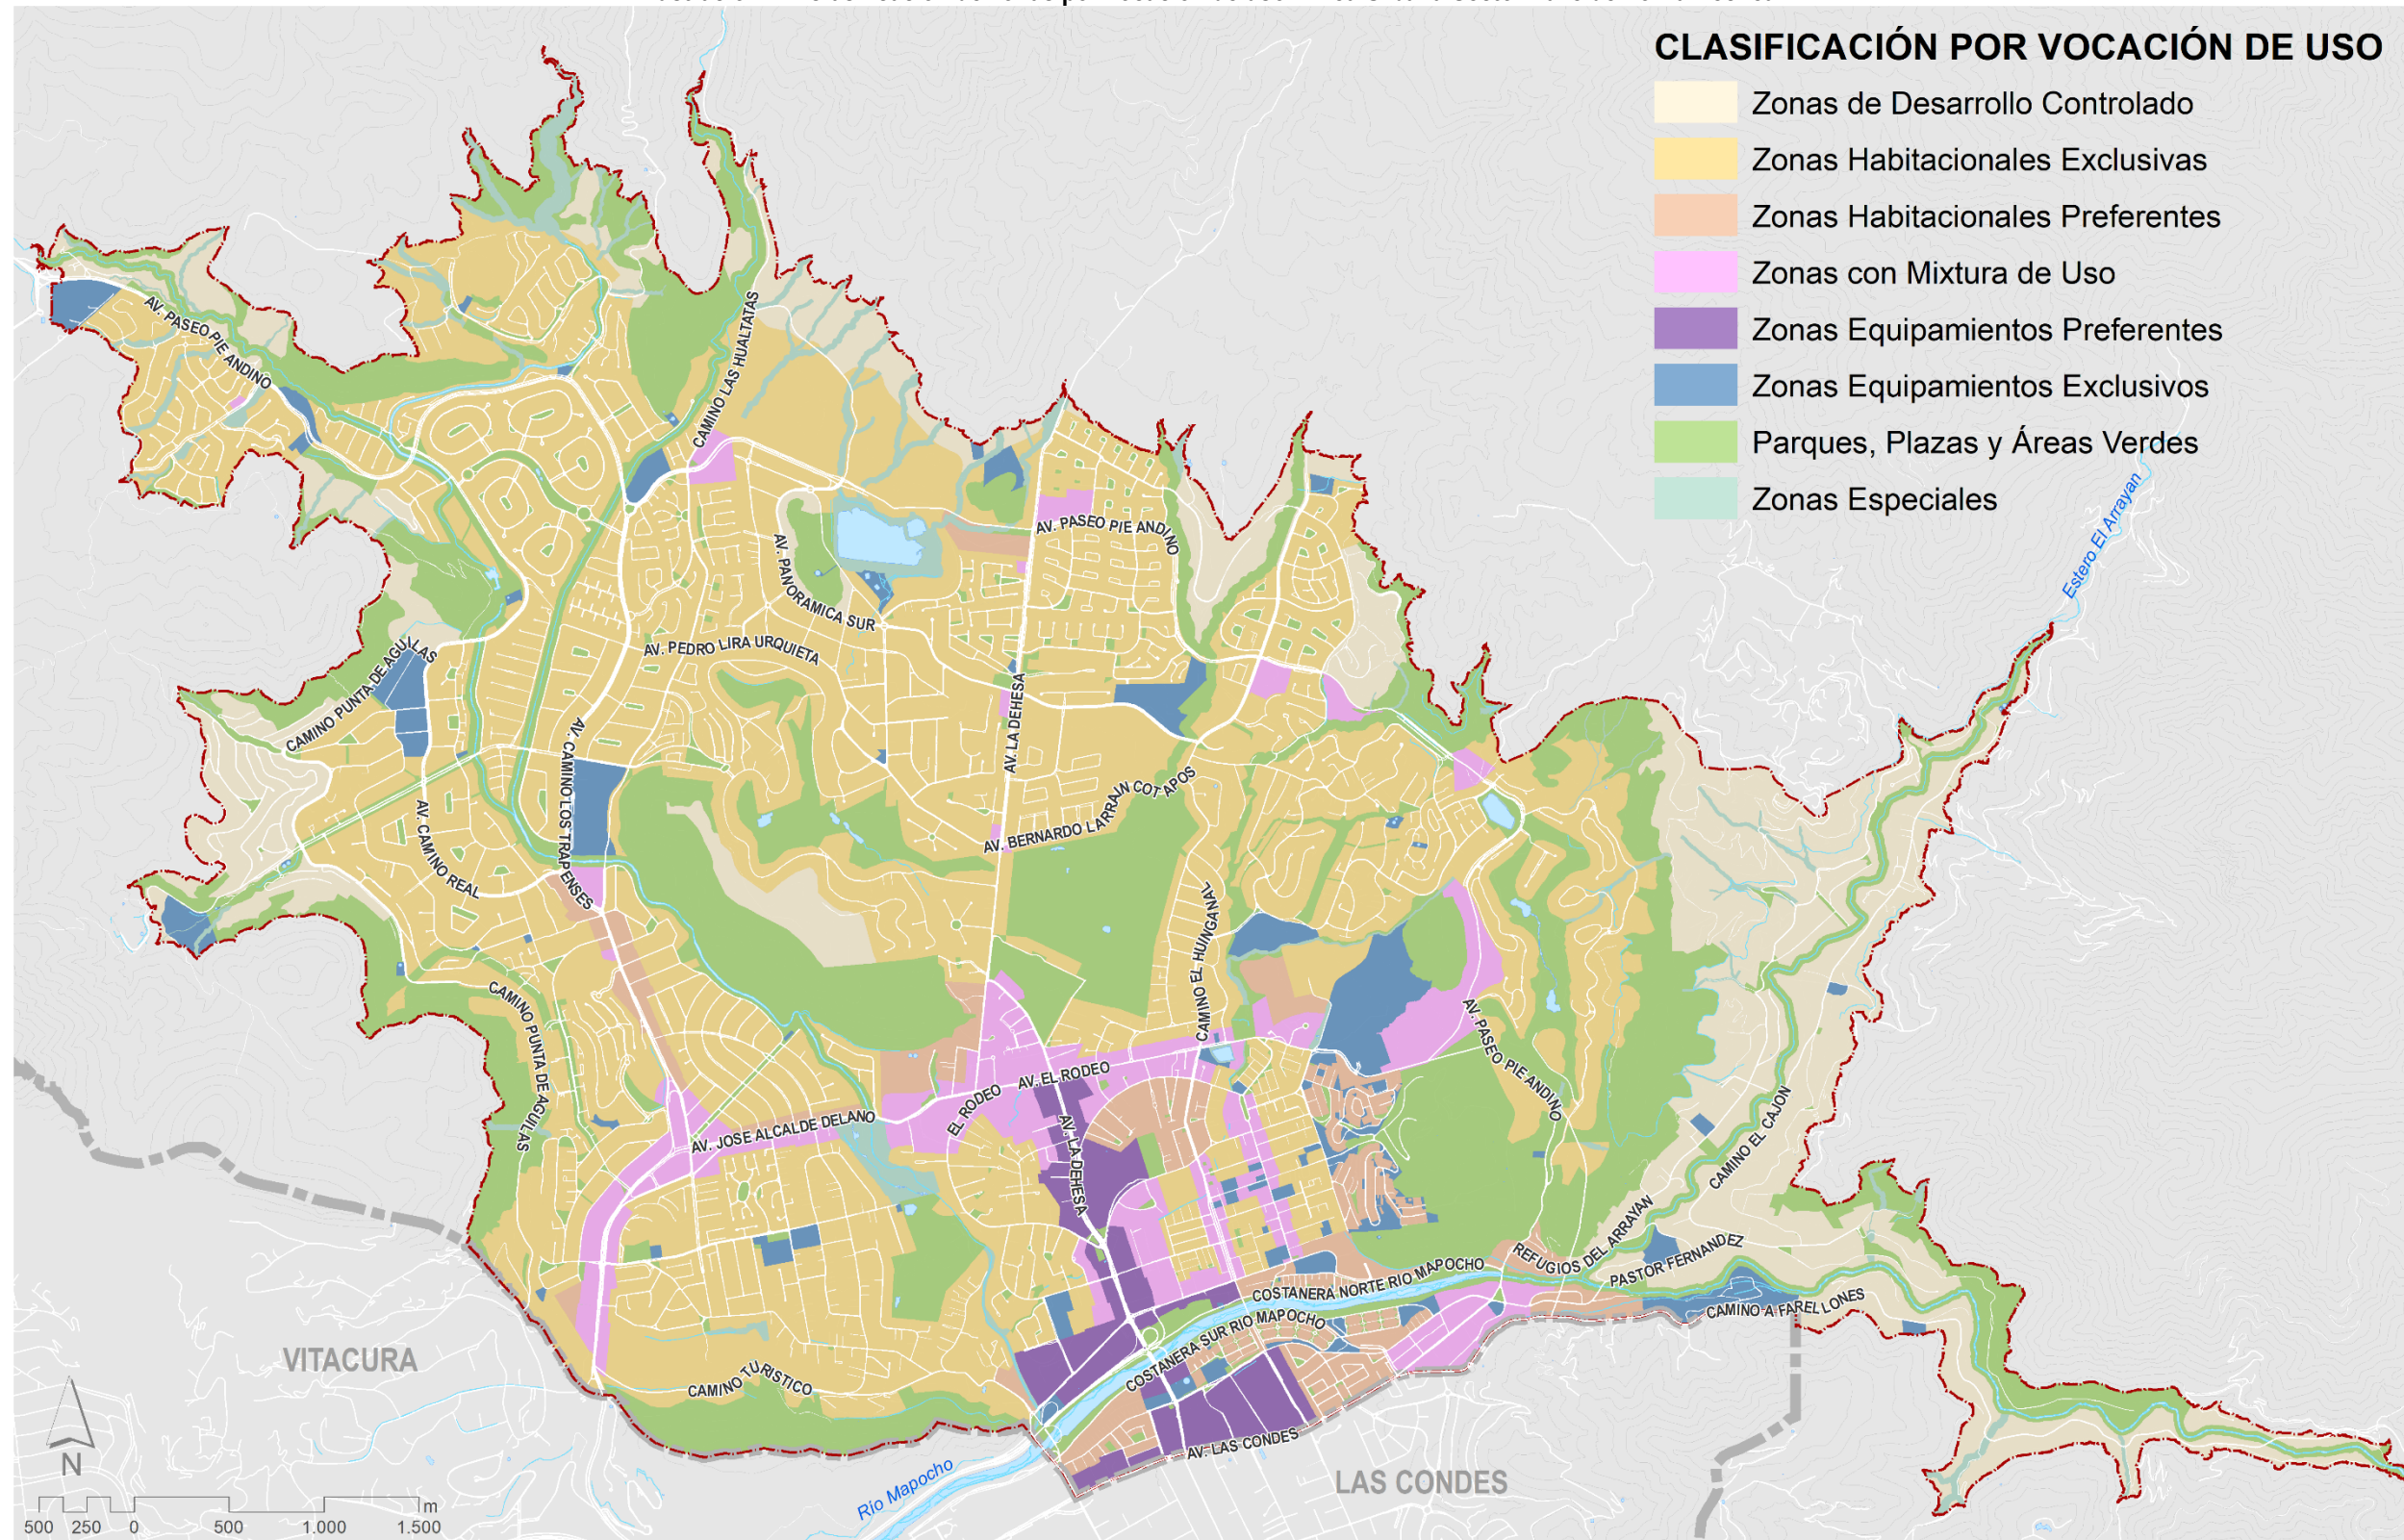 CLASIFICACIÓN POR VOCACIÓN DE USO
Zonas de Desarrollo Controlado
Zonas Habitacionales Exclusivas
Zonas Habitacionales Preferentes
Zonas con Mixtura de Uso
Zonas Equipamientos Preferentes
Zonas Equipamientos Exclusivos
Parques, Plazas y Áreas Verdes
Zonas Especiales
AV. PASEO PIE ANDINO
CAMINO LAS HUALTATAS
Estero El Arrayan
AV. PASEO PIE ANDINO
AV. PANORAMICA SUR
AV. PEDRO LIRA URQUIETA
CAMINO PUNTA DE AGUILAS
AV. LA DEHESA
AV. CAMINO LOS TRAPENSES
AV. BERNARDO LARRAIN COTAPOS
AV. CAMINO REAL
CAMINO EL HUINGANAL
CAMINO PUNTA DE AGUILAS
AV. PASEO PIE ANDINO
AV. EL RODEO
EL RODEO
AV. JOSE ALCALDE DELANO
AV. LA DEHESA
CAMINO EL CAJON
REFUGIOS DEL ARRAYAN
PASTOR FERNANDEZ
COSTANERA NORTE RIO MAPOCHO
CAMINO A FARELLONES
COSTANERA SUR RIO MAPOCHO
VITACURA
CAMINO TURISTICO
AV. LAS CONDES
LAS CONDES
Rio Mapocho
N
m
500 250 0 500 1.000 1.500